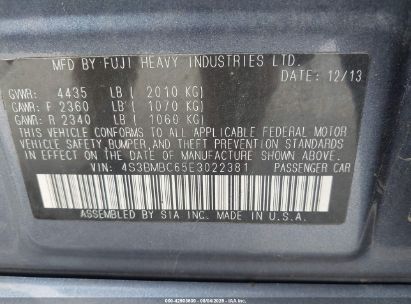 MFD BY FUJI HEAVY INDUSTRIES LTD.
DATE: 12/13
GVWR: 4435 LB ( 2010 KG)
GAWR: F 2360 LB ( 1070 KG)
GAWR: R 2340 LB ( 1060 KG)
THIS VEHICLE CONFORMS TO ALL APPLICABLE FEDERAL MOTOR
VEHICLE SAFETY, BUMPER, AND THEFT PREVENTION STANDARDS
IN EFFECT ON THE DATE OF MANUFACTURE SHOWN ABOVE.
VIN: 4S3BMBC65E3022381 PASSENGER CAR
ASSEMBLED BY SIA INC. MADE IN U.S.A.